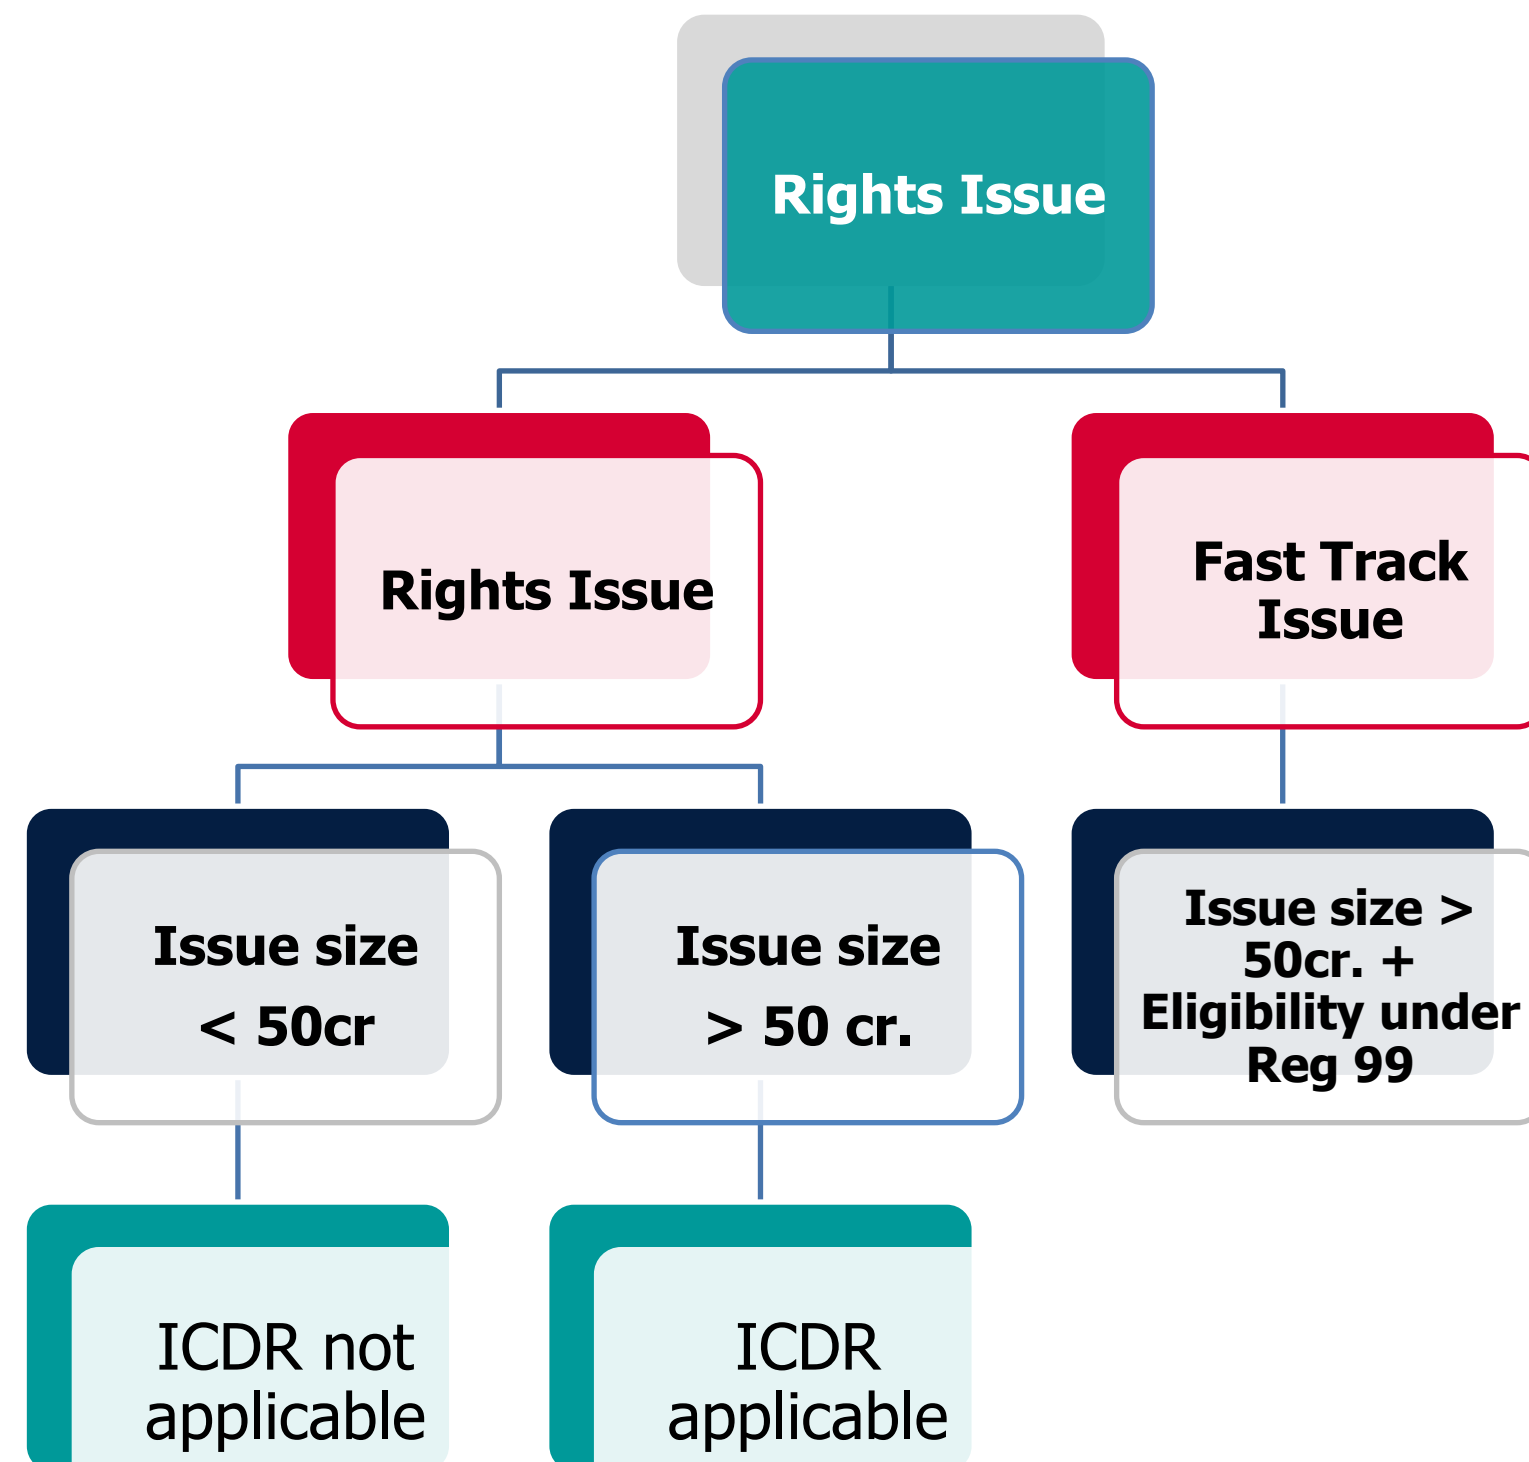 Rights Issue
Rights Issue
Fast Track
Issue
Issue size
< 50cr
Issue size
> 50 cr.
Issue size >
50cr. +
Eligibility under
Reg 99
ICDR not
applicable
ICDR
applicable